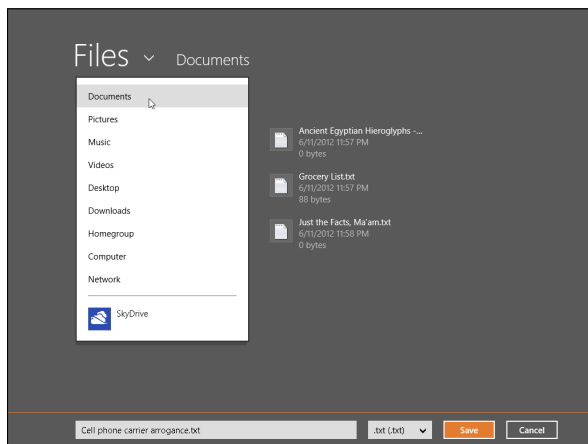 Files Documents
Documents
Pictures
Music
Videos
Desktop
Downloads
Homegroup
Computer
Network
SkyDrive
Ancient Egyptian Hieroglyphs -...
6/11/2012 11:57 PM
0 bytes
Grocery List.txt
6/11/2012 11:57 PM
88 bytes
Just the Facts, Ma'am.txt
6/11/2012 11:58 PM
0 bytes
Cell phone carrier arrogance.txt .txt (.txt) Save Cancel